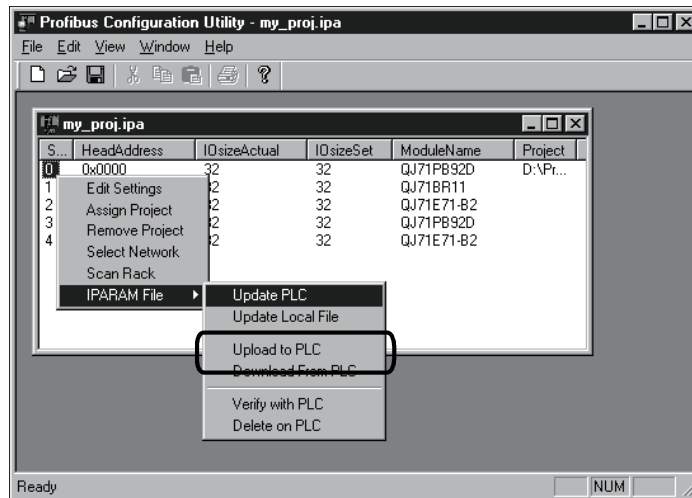 Profibus Configuration Utility - my_proj.ipa
File Edit View Window Help
my_proj.ipa
S... HeadAddress IOsizeActual IOsizeSet ModuleName Project
0 0x0000 32 32 QJ71PB92D D:\Pr...
1 32 32 QJ71BR11
2 32 32 QJ71E71-B2
3 32 32 QJ71PB92D
4 32 32 QJ71E71-B2
Edit Settings
Assign Project
Remove Project
Select Network
Scan Rack
IPARAM File
Update PLC
Update Local File
Upload to PLC
Download From PLC
Verify with PLC
Delete on PLC
Ready NUM